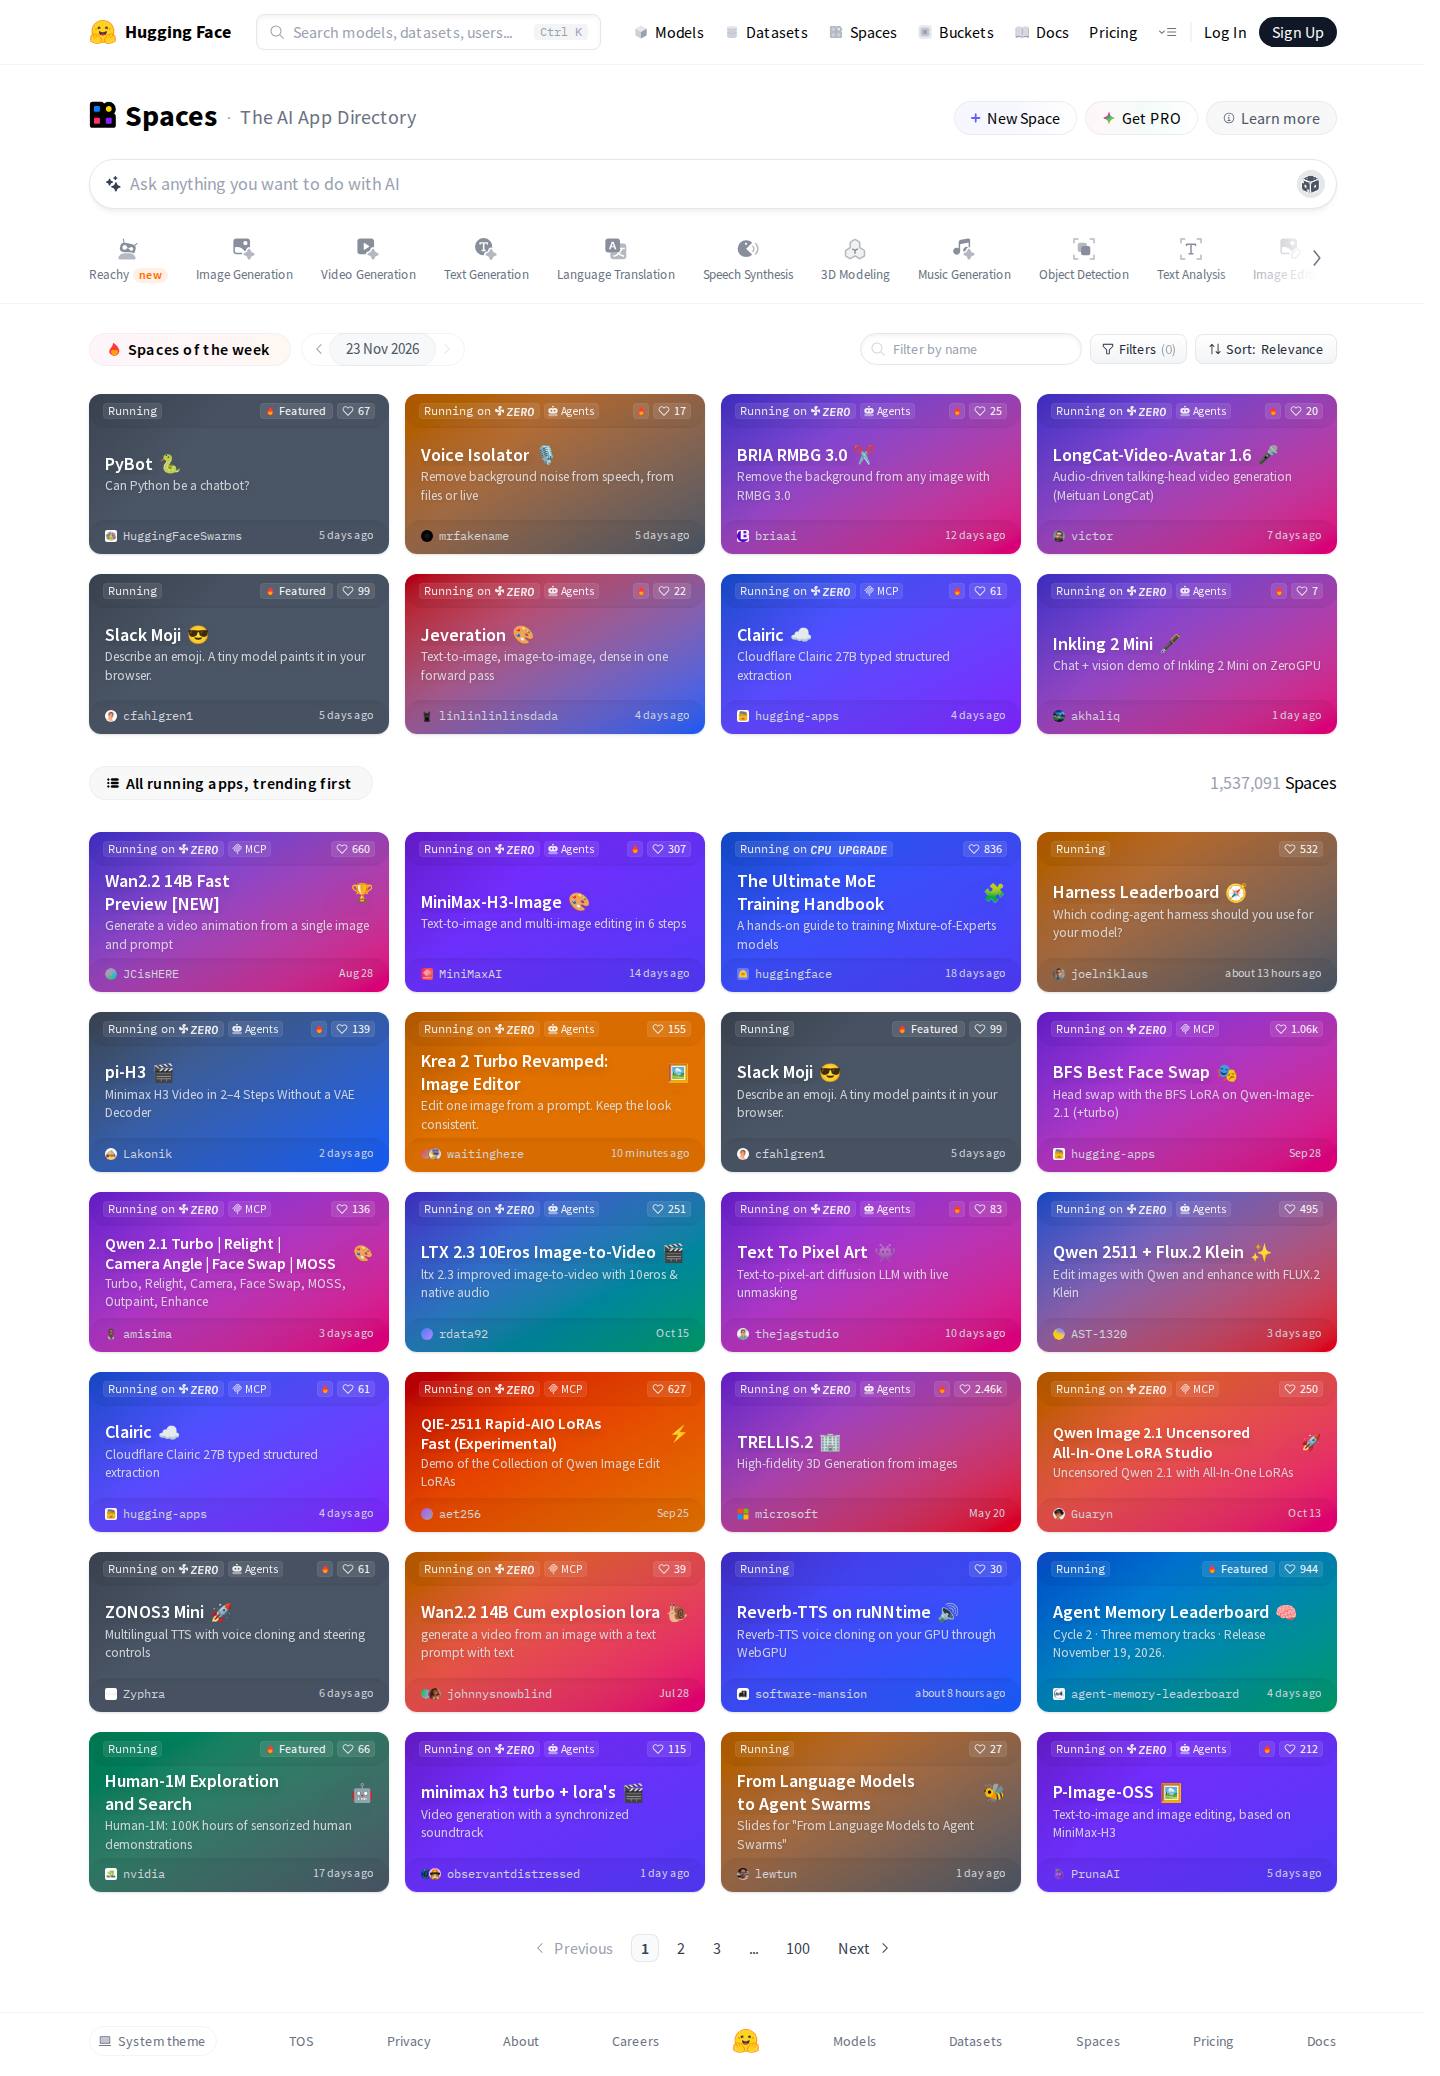 Hugging Face
Search models, datasets, users...
Ctrl K
Models
Datasets
Spaces
Buckets
Docs
Pricing
Log In
Sign Up
Spaces · The AI App Directory
New Space
Get PRO
Learn more
Ask anything you want to do with AI
Reachy new
Image Generation
Video Generation
Text Generation
Language Translation
Speech Synthesis
3D Modeling
Music Generation
Object Detection
Text Analysis
Spaces of the week
23 Nov 2026
Filter by name
Filters (0)
Sort: Relevance
Running
Featured
67
PyBot
Can Python be a chatbot?
HuggingFaceSwarms
5 days ago
Running on ZERO
Agents
17
Voice Isolator
Remove background noise from speech, from
files or live
mrfakename
5 days ago
Running on ZERO
Agents
25
BRIA RMBG 3.0
Remove the background from any image with
RMBG 3.0
briaai
12 days ago
Running on ZERO
Agents
20
LongCat-Video-Avatar 1.6
Audio-driven talking-head video generation
(Meituan LongCat)
victor
7 days ago
Running
Featured
99
Slack Moji
Describe an emoji. A tiny model paints it in your
browser.
cfahlgren1
5 days ago
Running on ZERO
Agents
22
Jeveration
Text-to-image, image-to-image, dense in one
forward pass
linlinlinlinsdada
4 days ago
Running on ZERO
MCP
61
Clairic
Cloudflare Clairic 27B typed structured
extraction
hugging-apps
4 days ago
Running on ZERO
Agents
7
Inkling 2 Mini
Chat + vision demo of Inkling 2 Mini on ZeroGPU
akhaliq
1 day ago
All running apps, trending first
1,537,091 Spaces
Running on ZERO
MCP
660
Wan2.2 14B Fast
Preview [NEW]
Generate a video animation from a single image
and prompt
JCisHERE
Aug 28
Running on ZERO
Agents
307
MiniMax-H3-Image
Text-to-image and multi-image editing in 6 steps
MiniMaxAI
14 days ago
Running on CPU UPGRADE
836
The Ultimate MoE
Training Handbook
A hands-on guide to training Mixture-of-Experts
models
huggingface
18 days ago
Running
532
Harness Leaderboard
Which coding-agent harness should you use for
your model?
joelniklaus
about 13 hours ago
Running on ZERO
Agents
139
pi-H3
Minimax H3 Video in 2–4 Steps Without a VAE
Decoder
Lakonik
2 days ago
Running on ZERO
Agents
155
Krea 2 Turbo Revamped:
Image Editor
Edit one image from a prompt. Keep the look
consistent.
waitinghere
10 minutes ago
Running
Featured
99
Slack Moji
Describe an emoji. A tiny model paints it in your
browser.
cfahlgren1
5 days ago
Running on ZERO
MCP
1.06k
BFS Best Face Swap
Head swap with the BFS LoRA on Qwen-Image-
2.1 (+turbo)
hugging-apps
Sep 28
Running on ZERO
MCP
136
Qwen 2.1 Turbo | Relight |
Camera Angle | Face Swap | MOSS
Turbo, Relight, Camera, Face Swap, MOSS,
Outpaint, Enhance
amisima
3 days ago
Running on ZERO
Agents
251
LTX 2.3 10Eros Image-to-Video
ltx 2.3 improved image-to-video with 10eros &
native audio
rdata92
Oct 15
Running on ZERO
Agents
83
Text To Pixel Art
Text-to-pixel-art diffusion LLM with live
unmasking
thejagstudio
10 days ago
Running on ZERO
Agents
495
Qwen 2511 + Flux.2 Klein
Edit images with Qwen and enhance with FLUX.2
Klein
AST-1320
3 days ago
Running on ZERO
MCP
61
Clairic
Cloudflare Clairic 27B typed structured
extraction
hugging-apps
4 days ago
Running on ZERO
MCP
627
QIE-2511 Rapid-AIO LoRAs
Fast (Experimental)
Demo of the Collection of Qwen Image Edit
LoRAs
aet256
Sep 25
Running on ZERO
Agents
2.46k
TRELLIS.2
High-fidelity 3D Generation from images
microsoft
May 20
Running on ZERO
MCP
250
Qwen Image 2.1 Uncensored
All-In-One LoRA Studio
Uncensored Qwen 2.1 with All-In-One LoRAs
Guaryn
Oct 13
Running on ZERO
Agents
61
ZONOS3 Mini
Multilingual TTS with voice cloning and steering
controls
Zyphra
6 days ago
Running on ZERO
MCP
39
Wan2.2 14B Cum explosion lora
generate a video from an image with a text
prompt with text
johnnysnowblind
Jul 28
Running
30
Reverb-TTS on ruNNtime
Reverb-TTS voice cloning on your GPU through
WebGPU
software-mansion
about 8 hours ago
Running
Featured
944
Agent Memory Leaderboard
Cycle 2 · Three memory tracks · Release
November 19, 2026.
agent-memory-leaderboard
4 days ago
Running
Featured
66
Human-1M Exploration
and Search
Human-1M: 100K hours of sensorized human
demonstrations
nvidia
17 days ago
Running on ZERO
Agents
115
minimax h3 turbo + lora's
Video generation with a synchronized
soundtrack
observantdistressed
1 day ago
Running
27
From Language Models
to Agent Swarms
Slides for "From Language Models to Agent
Swarms"
lewtun
1 day ago
Running on ZERO
Agents
212
P-Image-OSS
Text-to-image and image editing, based on
MiniMax-H3
PrunaAI
5 days ago
Previous
1
2
3
...
100
Next
System theme
TOS
Privacy
About
Careers
Models
Datasets
Spaces
Pricing
Docs